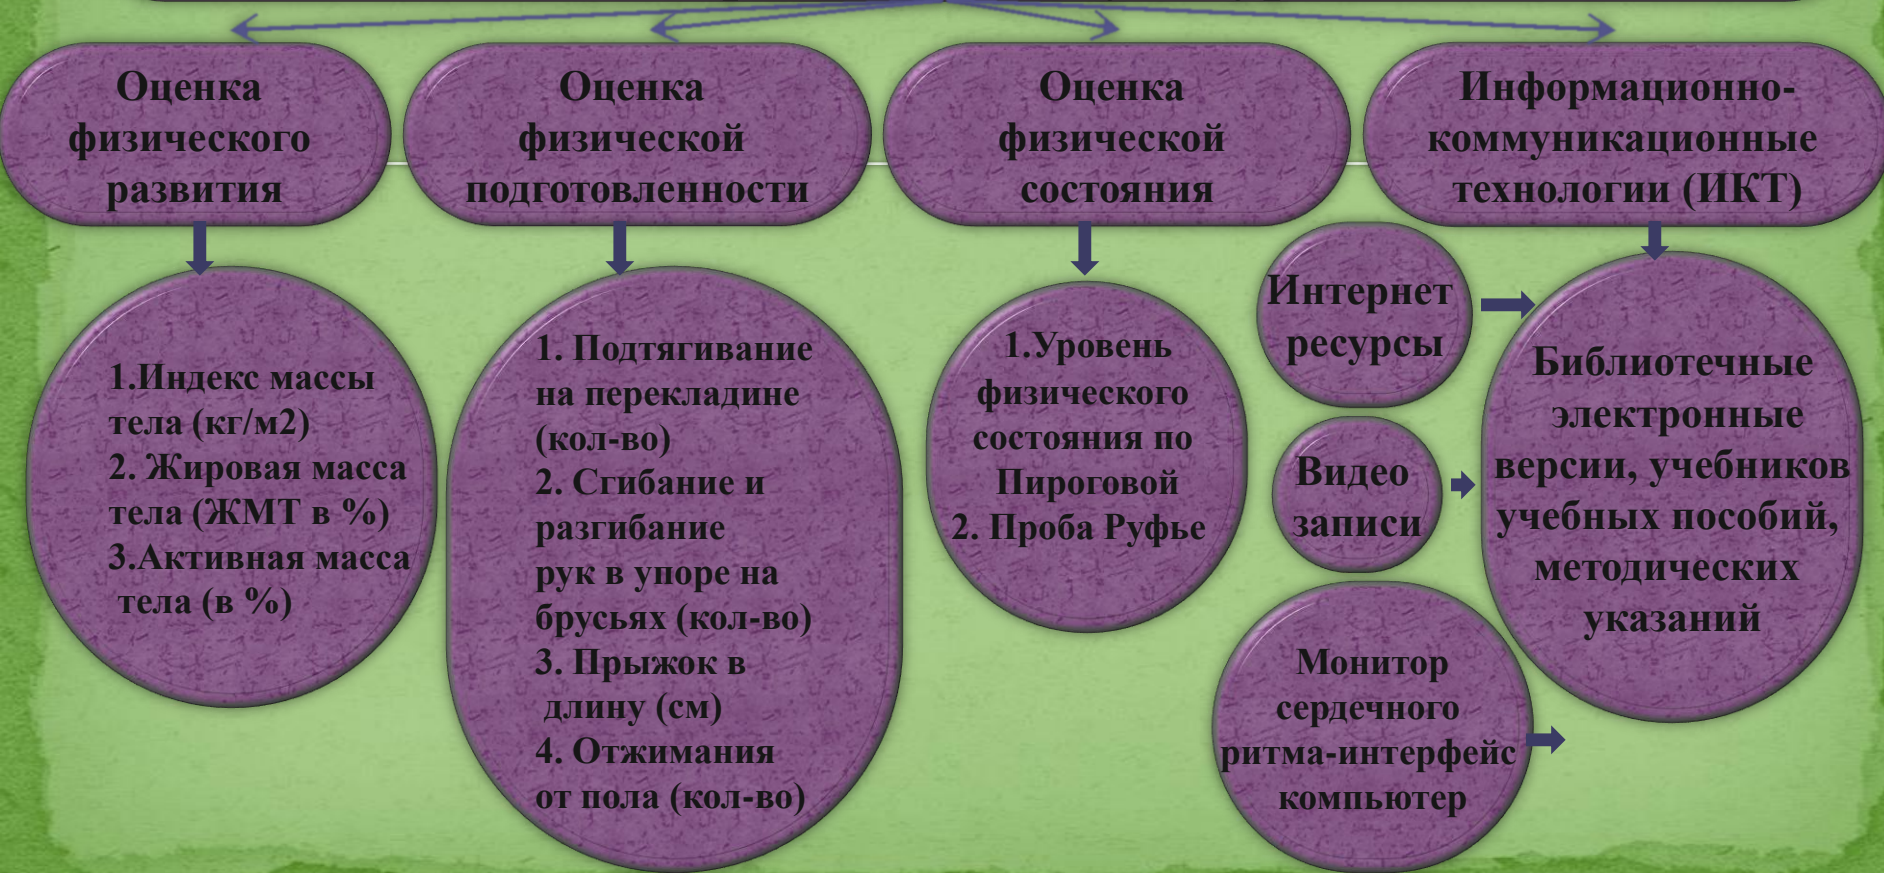 Оценка
физического
развития
Оценка
физической
подготовленности
Оценка
физической
состояния
Информационно-
коммуникационные
технологии (ИКТ)
1.Индекс массы
тела (кг/м2)
2. Жировая масса
тела (ЖМТ в %)
3.Активная масса
тела (в %)
1. Подтягивание
на перекладине
(кол-во)
2. Сгибание и
разгибание
рук в упоре на
брусьях (кол-во)
3. Прыжок в
длину (см)
4. Отжимания
от пола (кол-во)
1.Уровень
физического
состояния по
Пироговой
2. Проба Руфье
Интернет
ресурсы
Видео
записи
Монитор
сердечного
ритма-интерфейс
компьютер
Библиотечные
электронные
версии, учебников
учебных пособий,
методических
указаний